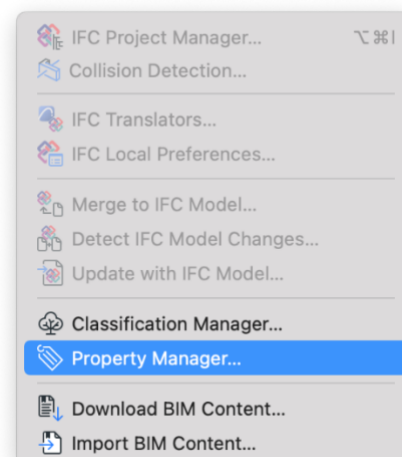 IFC Project Manager... ⌥⌘I
Collision Detection...
IFC Translators...
IFC Local Preferences...
Merge to IFC Model...
Detect IFC Model Changes...
Update with IFC Model...
Classification Manager...
Property Manager...
Download BIM Content...
Import BIM Content...